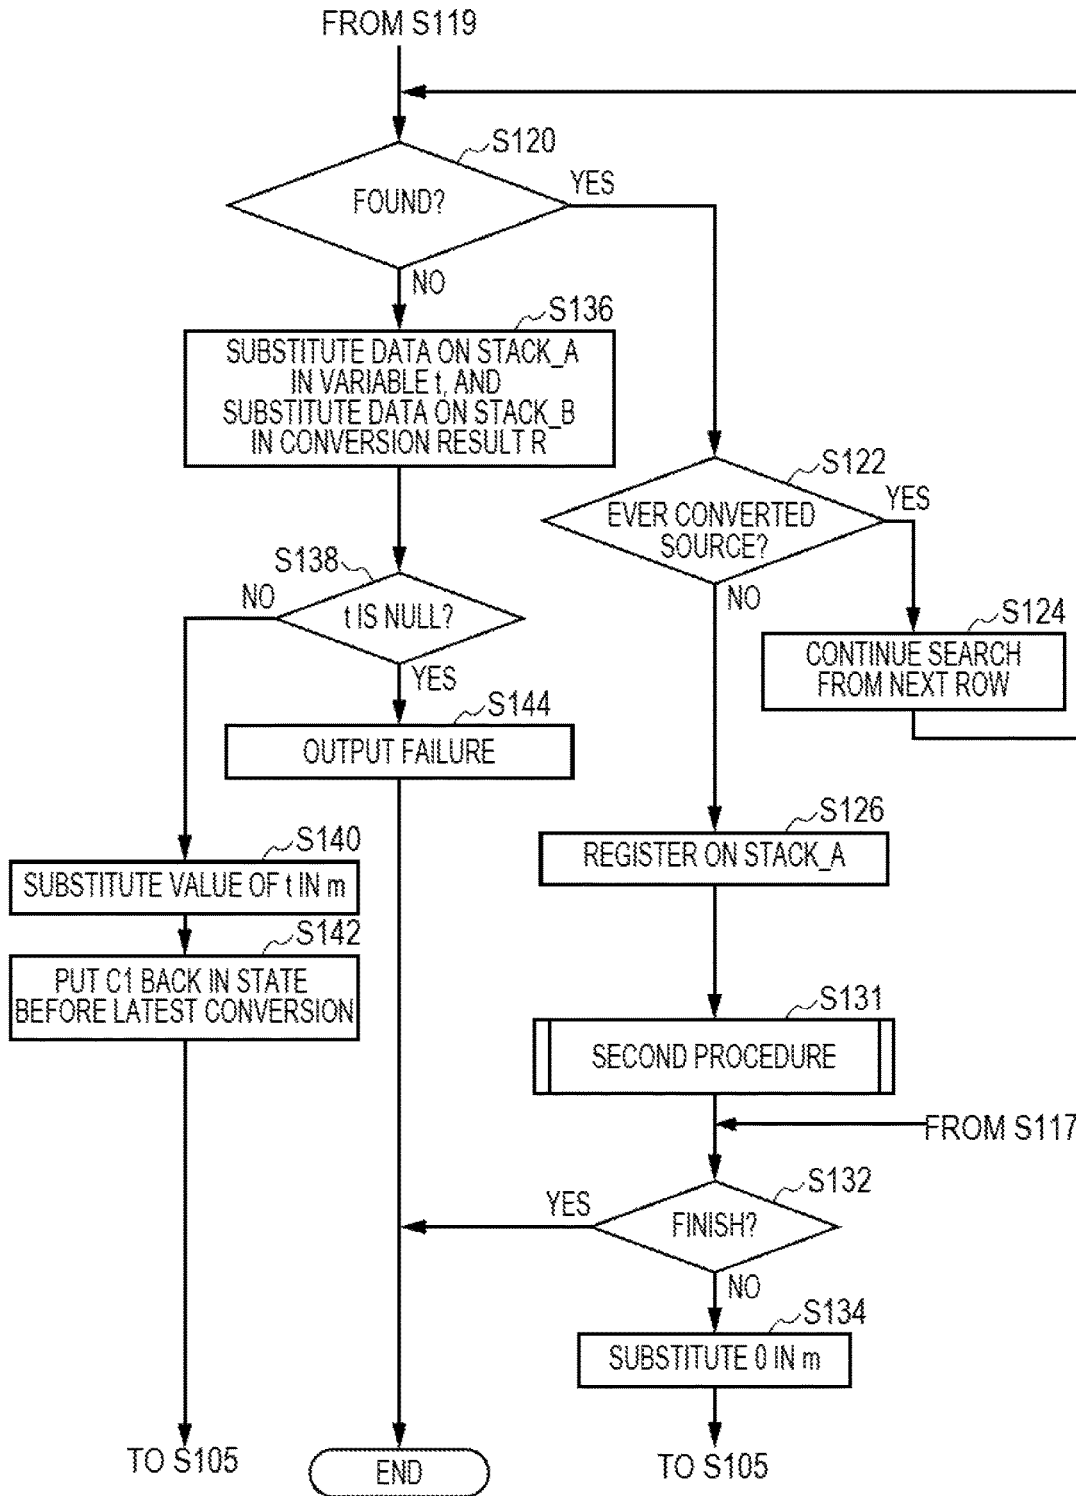 FROM S119
S120
FOUND?
YES
NO
S136
SUBSTITUTE DATA ON STACK_A
IN VARIABLE t, AND
SUBSTITUTE DATA ON STACK_B
IN CONVERSION RESULT R
S122
EVER CONVERTED
SOURCE?
YES
NO
S138
t IS NULL?
NO
YES
S124
CONTINUE SEARCH
FROM NEXT ROW
S144
OUTPUT FAILURE
S126
REGISTER ON STACK_A
S140
SUBSTITUTE VALUE OF t IN m
S142
PUT C1 BACK IN STATE
BEFORE LATEST CONVERSION
S131
SECOND PROCEDURE
FROM S117
S132
FINISH?
YES
NO
S134
SUBSTITUTE 0 IN m
TO S105
END
TO S105